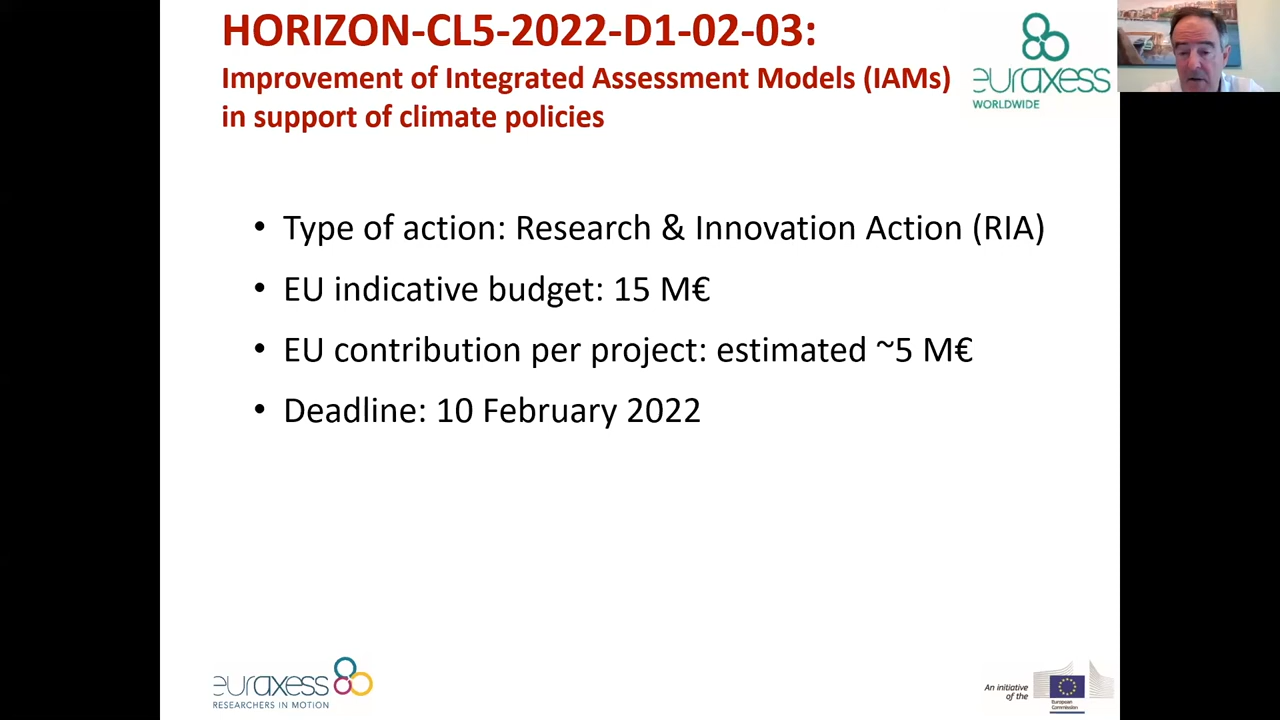 HORIZON-CL5-2022-D1-02-03:
Improvement of Integrated Assessment Models (IAMs)
in support of climate policies
euraxess
WORLDWIDE
• Type of action: Research & Innovation Action (RIA)
• EU indicative budget: 15 M€
• EU contribution per project: estimated ~5 M€
• Deadline: 10 February 2022
euraxess
RESEARCHERS IN MOTION
An initiative
of the
European
Commission